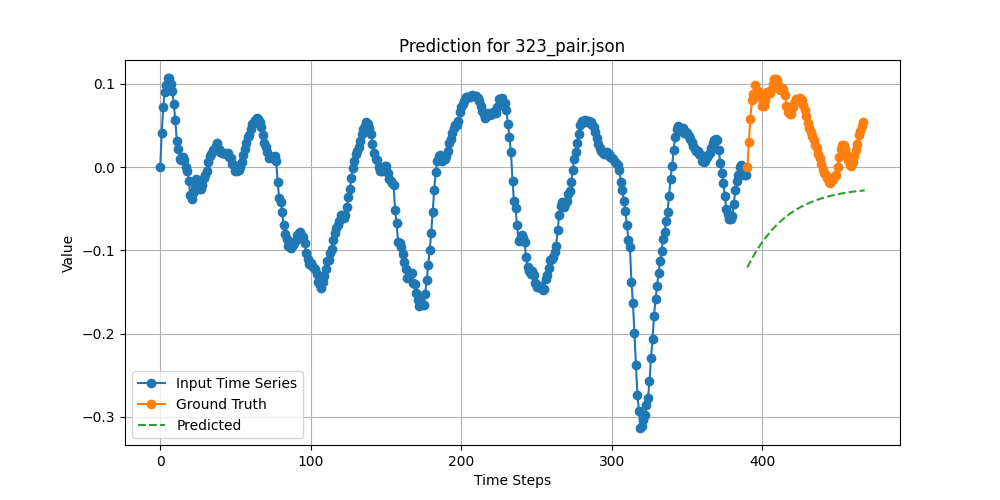 Prediction for 323_pair.json
0.1
0.0
−0.1
−0.2
−0.3
Value
Input Time Series
Ground Truth
Predicted
0 100 200 300 400
Time Steps